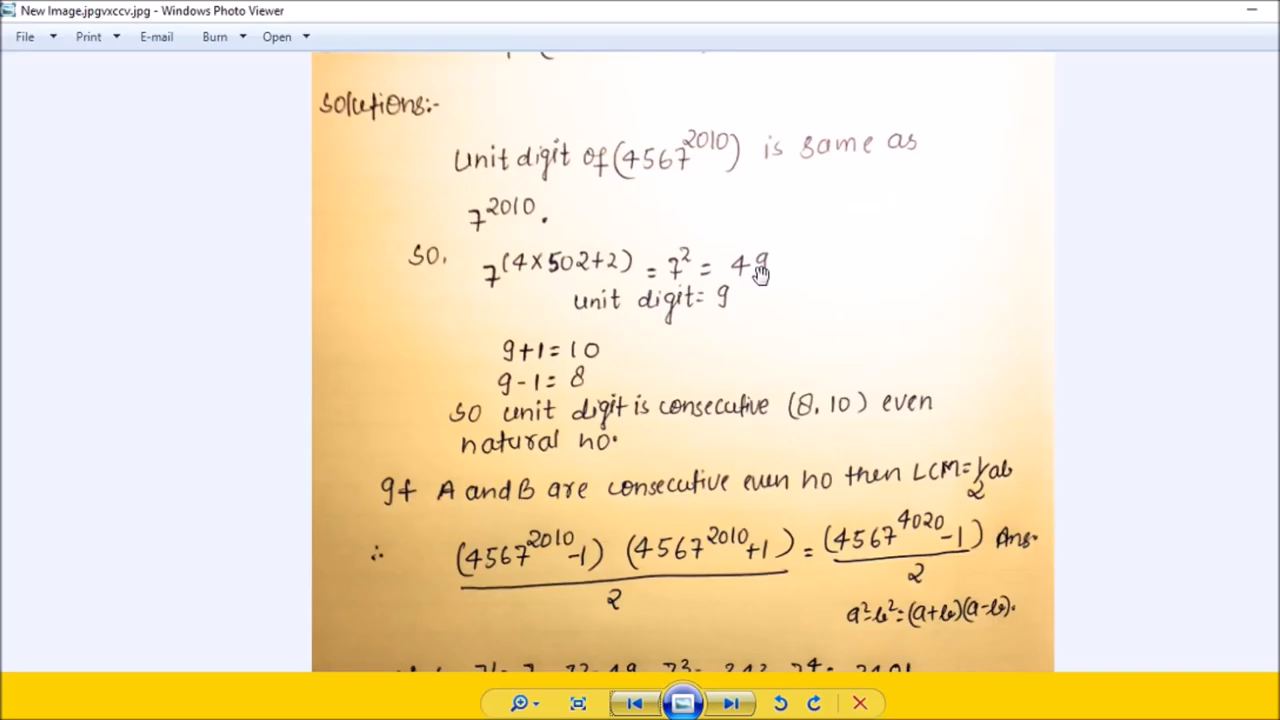 New Image.jpgvxccv.jpg - Windows Photo Viewer
File Print E-mail Burn Open
Solutions:-
Unit digit of (4567^2010) is same as
7^2010.
So, 7^(4×502+2) = 7^2 = 49
unit digit = 9
9+1=10
9-1=8
So unit digit is consecutive (8, 10) even
natural no.
If A and B are consecutive even no then LCM = 1/2 ab
∴ (4567^2010-1) (4567^2010+1) / 2 = (4567^4020-1) / 2 Ans.
a²-b²=(a+b)(a-b).